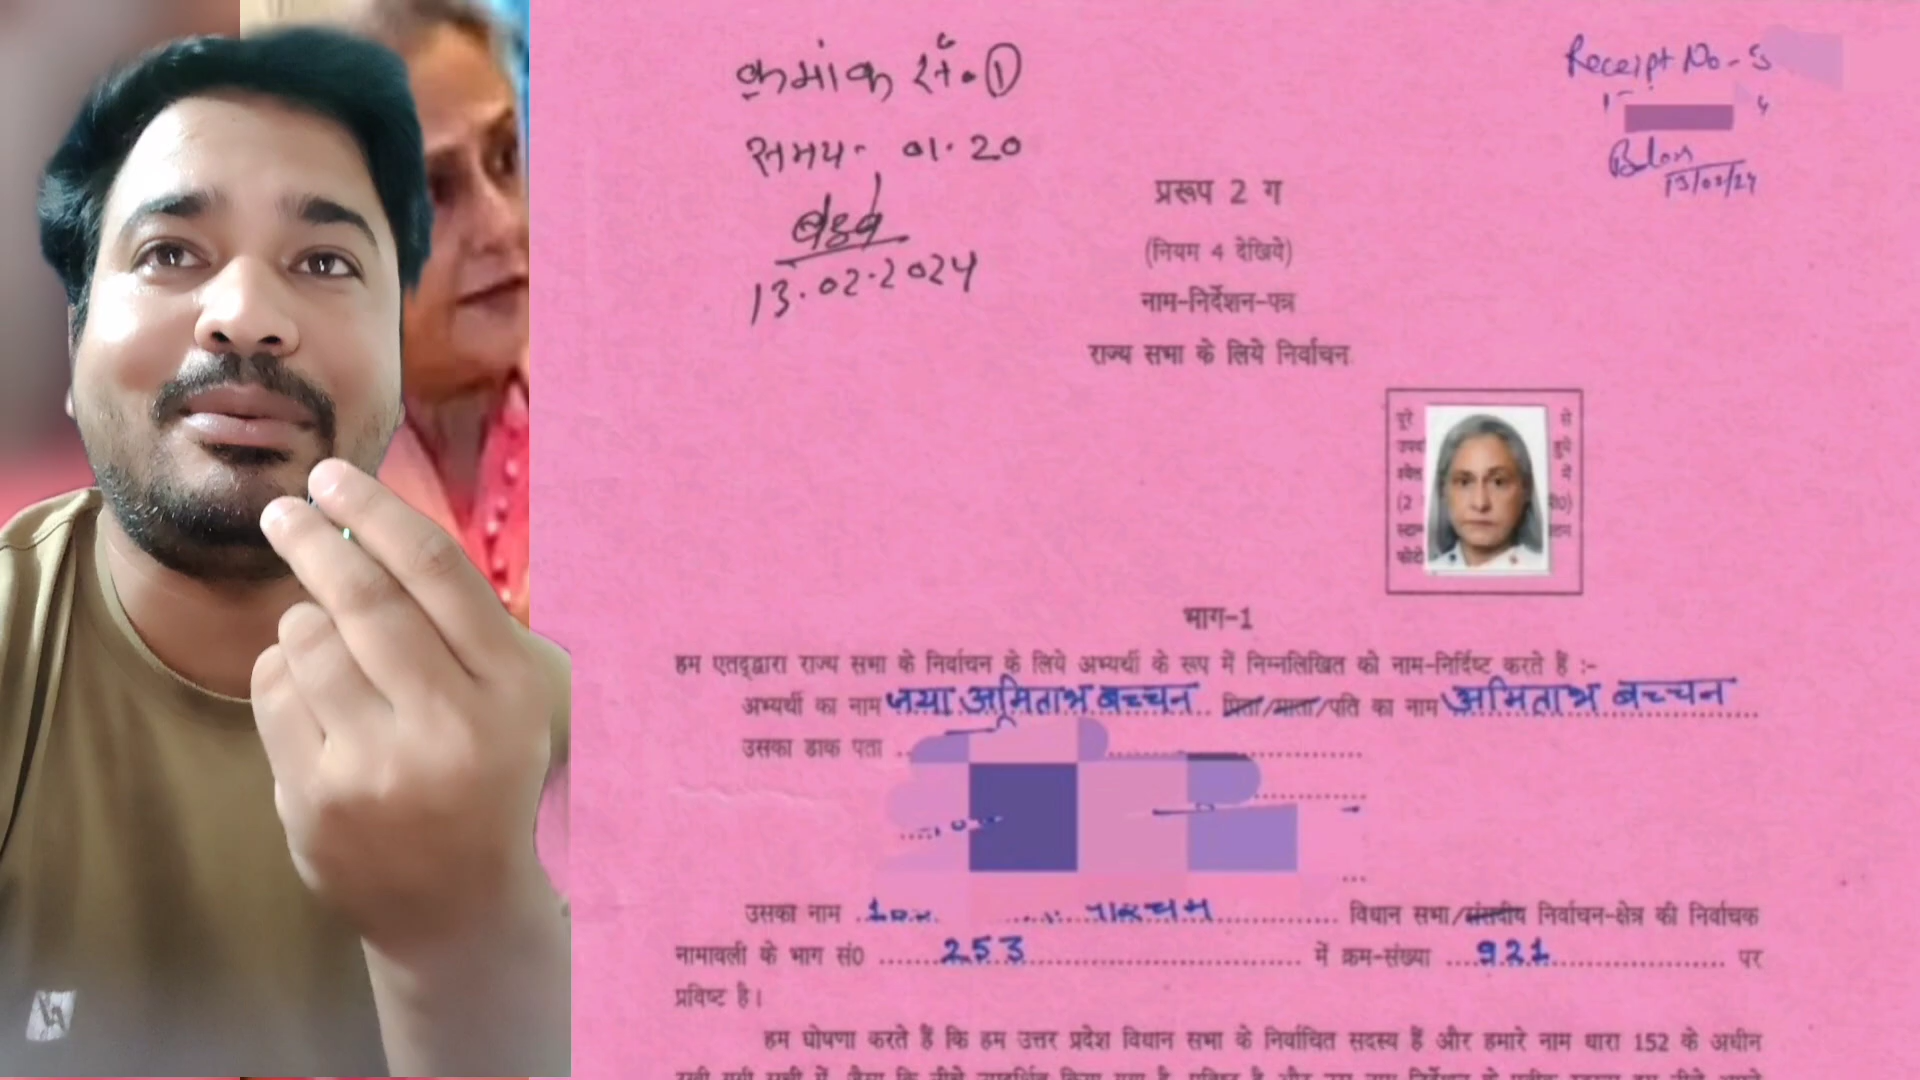 क्रमांक सं. ①
समय- 01.20
13.02.2024
Receipt No-
13/02/24
प्ररूप 2 ग
(नियम 4 देखिये)
नाम-निर्देशन-पत्र
राज्य सभा के लिये निर्वाचन
पूरे से
हुये
में
(2
फोटो
भाग-1
हम एतद्द्वारा राज्य सभा के निर्वाचन के लिये अभ्यर्थी के रूप में निम्नलिखित को नाम-निर्दिष्ट करते हैं :-
अभ्यर्थी का नाम जया अमिताभ बच्चन पिता/माता/पति का नाम अमिताभ बच्चन
उसका डाक पता
उसका नाम विधान सभा/संसदीय निर्वाचन-क्षेत्र की निर्वाचक
नामावली के भाग सं0 253 में क्रम-संख्या 921 पर
प्रविष्ट है।
हम घोषणा करते हैं कि हम उत्तर प्रदेश विधान सभा के निर्वाचित सदस्य हैं और हमारे नाम धारा 152 के अधीन